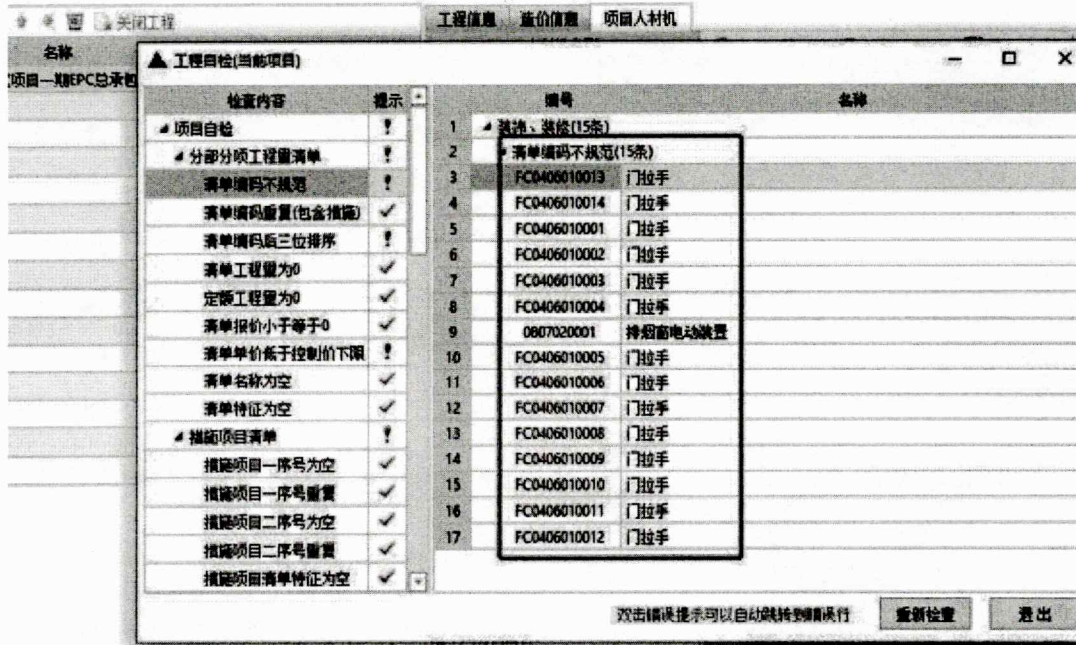 关闭工程
工程信息 造价信息 项目人材机
名称
项目一期EPC总承包
工程自检(当前项目)
检查内容 提示
项目自检
分部分项工程量清单
清单编码不规范
清单编码重复(包含措施)
清单编码后三位排序
清单工程量为0
定额工程量为0
清单报价小于等于0
清单单价低于控制价下限
清单名称为空
清单特征为空
措施项目清单
措施项目一序号为空
措施项目一序号重复
措施项目二序号为空
措施项目二序号重复
措施项目清单特征为空
编号 名称
1 装饰、装修(15条)
2 清单编码不规范(15条)
3 FC0406010013 门拉手
4 FC0406010014 门拉手
5 FC0406010001 门拉手
6 FC0406010002 门拉手
7 FC0406010003 门拉手
8 FC0406010004 门拉手
9 0807020001 排烟窗电动装置
10 FC0406010005 门拉手
11 FC0406010006 门拉手
12 FC0406010007 门拉手
13 FC0406010008 门拉手
14 FC0406010009 门拉手
15 FC0406010010 门拉手
16 FC0406010011 门拉手
17 FC0406010012 门拉手
双击错误提示可以自动跳转到错误行 重新检查 退出